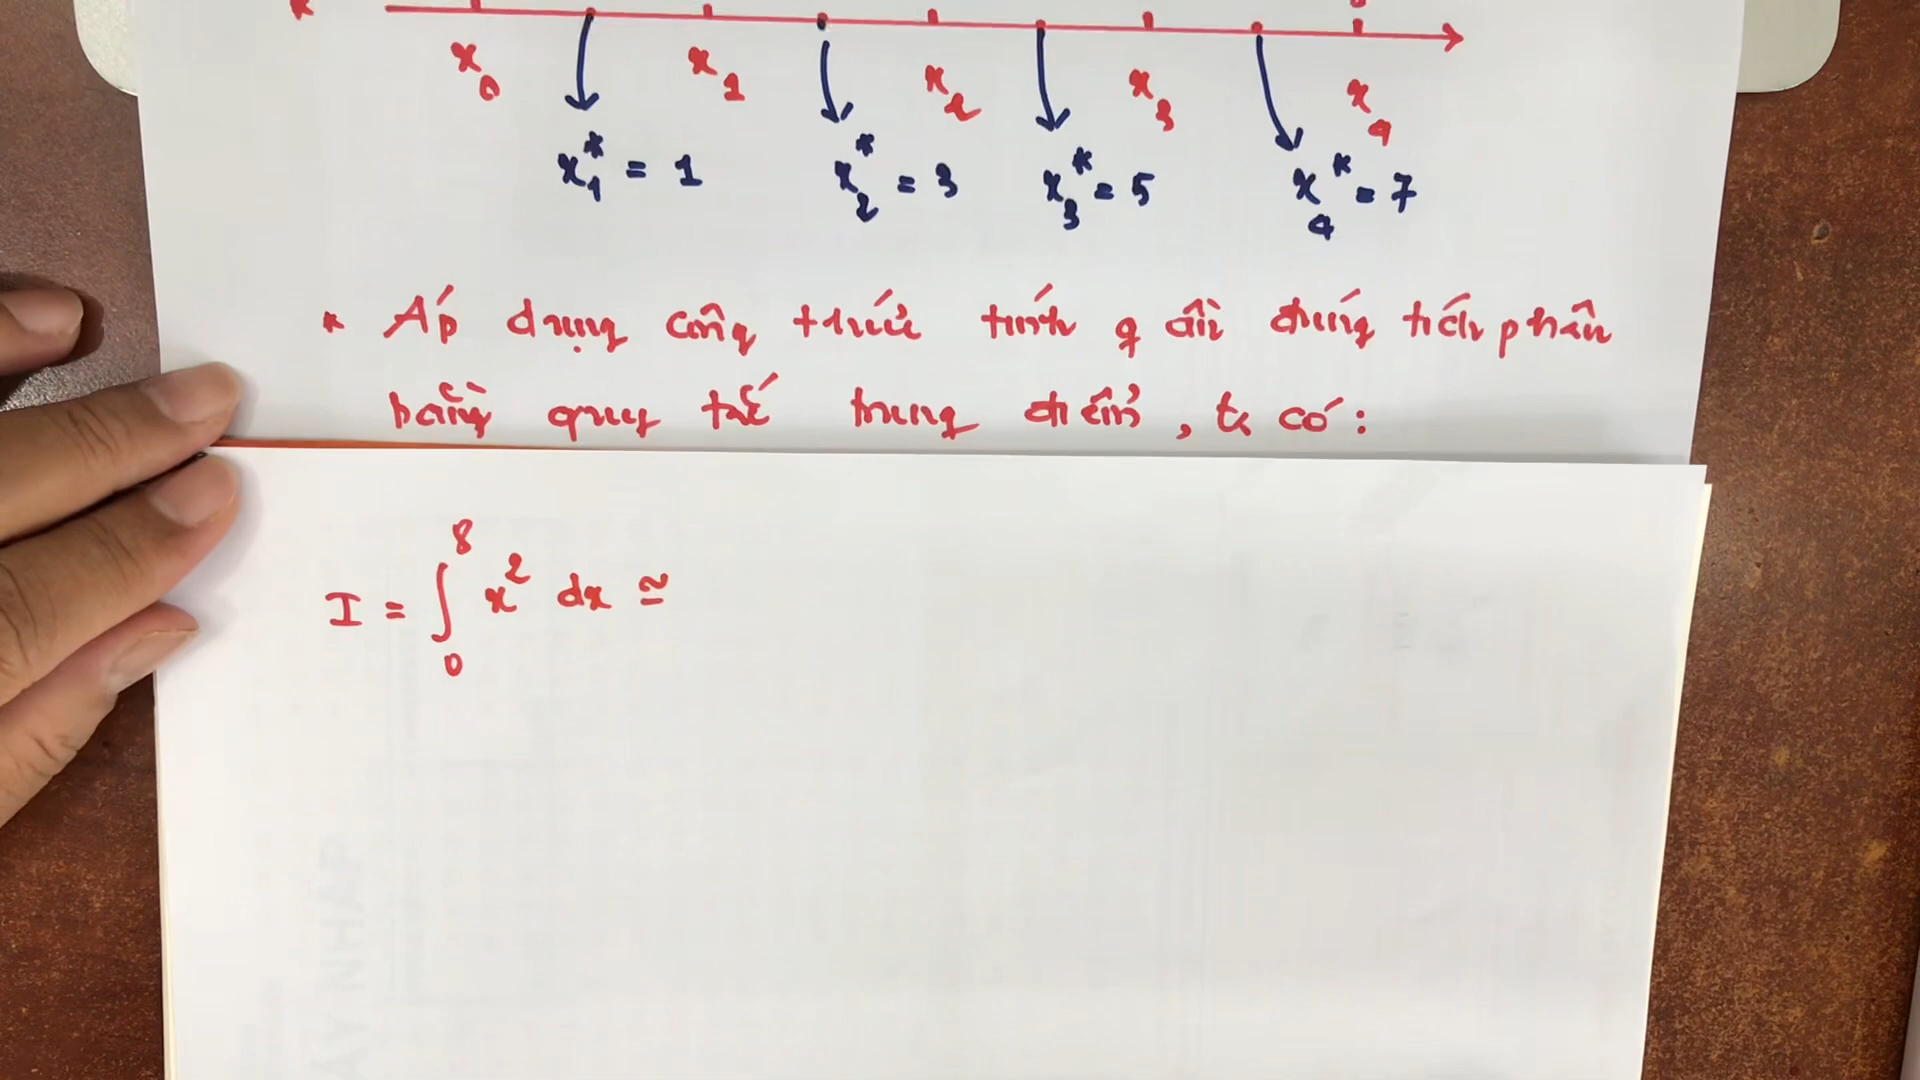 *
x₀ x₁ x₂ x₃ x₄
x₁* = 1 x₂* = 3 x₃* = 5 x₄* = 7
* Áp dụng công thức tính gần đúng tích phân
bằng quy tắc trung điểm, ta có:
I = ∫₀⁸ x² dx ≃